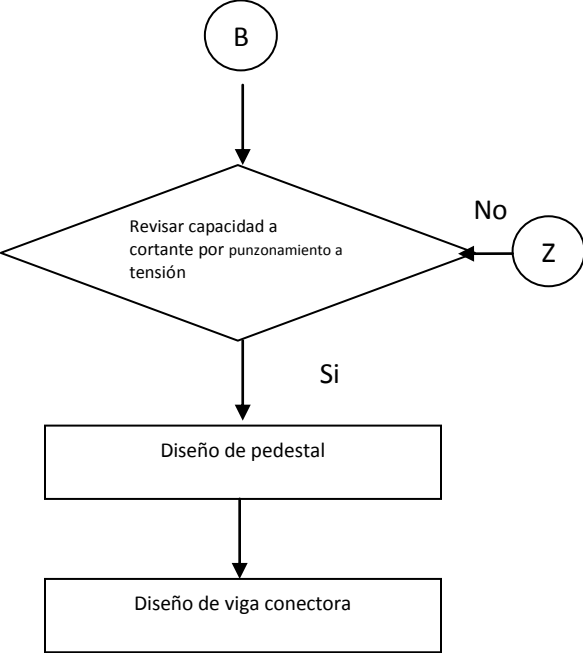 B
Revisar capacidad a
cortante por punzonamiento a
tensión
No
Z
Si
Diseño de pedestal
Diseño de viga conectora